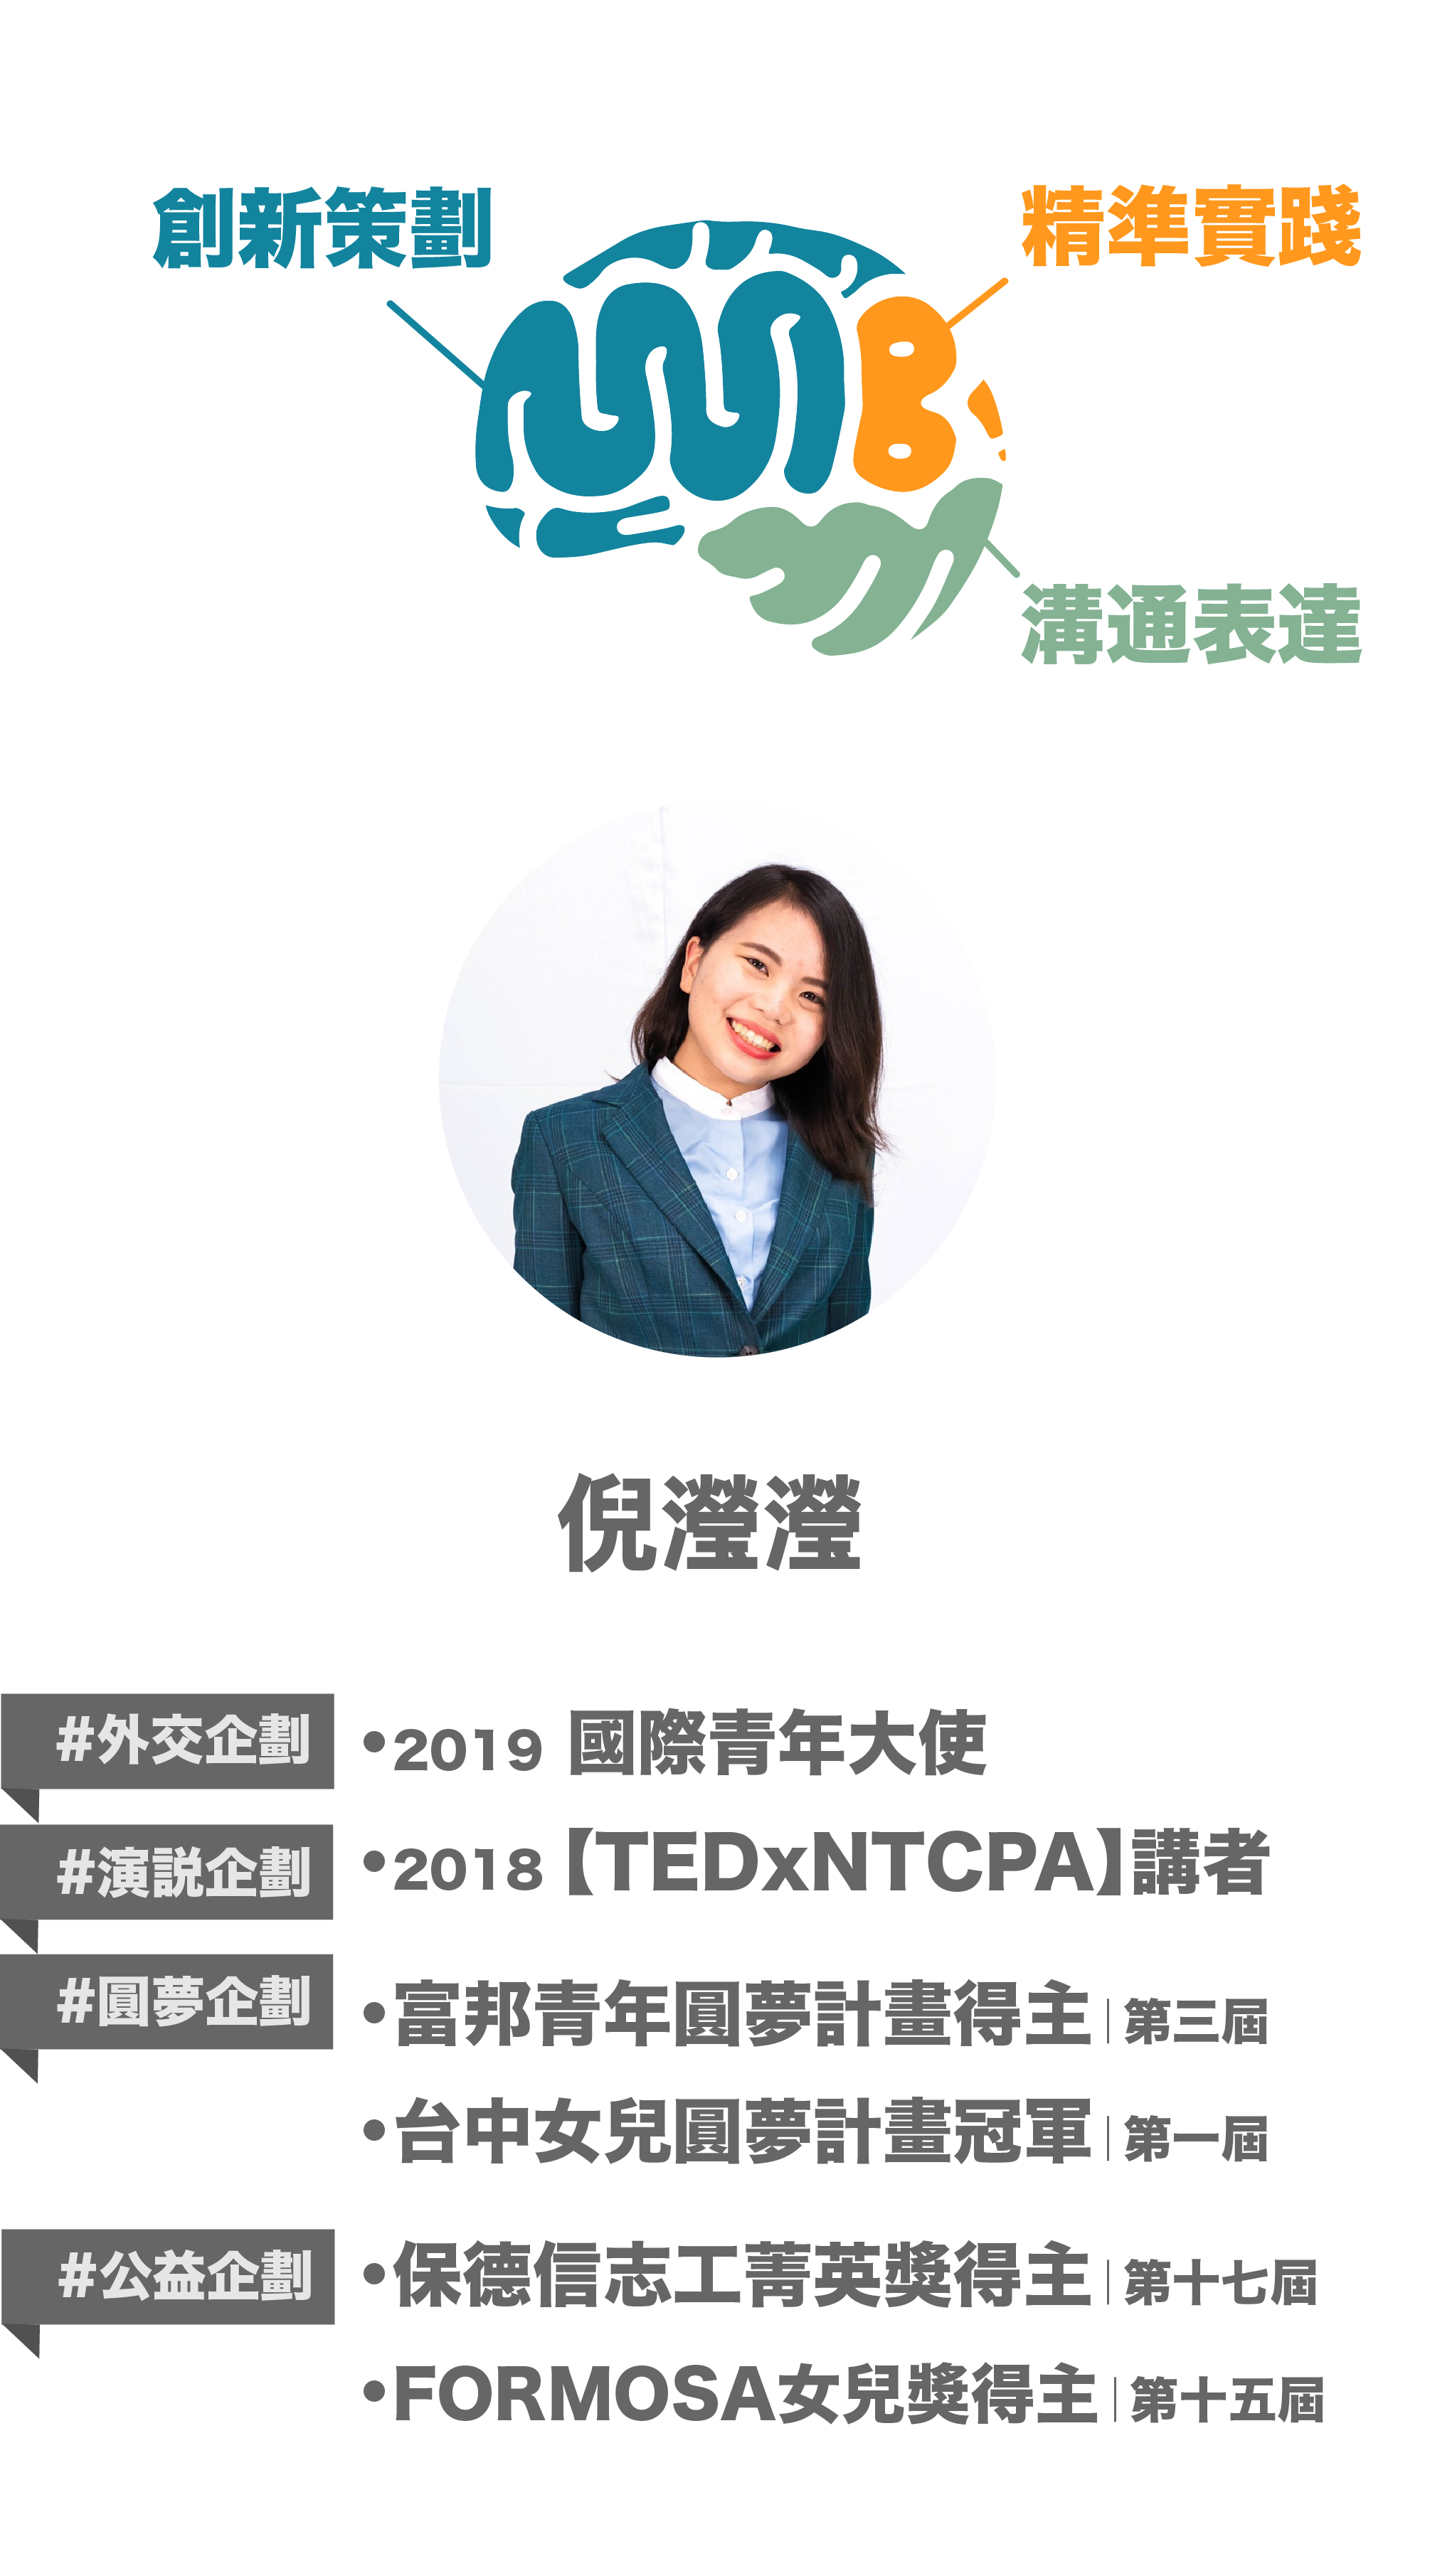 創新策劃
精準實踐
溝通表達
倪瀅瀅
#外交企劃
•2019 國際青年大使
#演説企劃
•2018【TEDxNTCPA】講者
#圓夢企劃
•富邦青年圓夢計畫得主|第三屆
•台中女兒圓夢計畫冠軍|第一屆
#公益企劃
•保德信志工菁英獎得主|第十七屆
•FORMOSA女兒獎得主|第十五屆